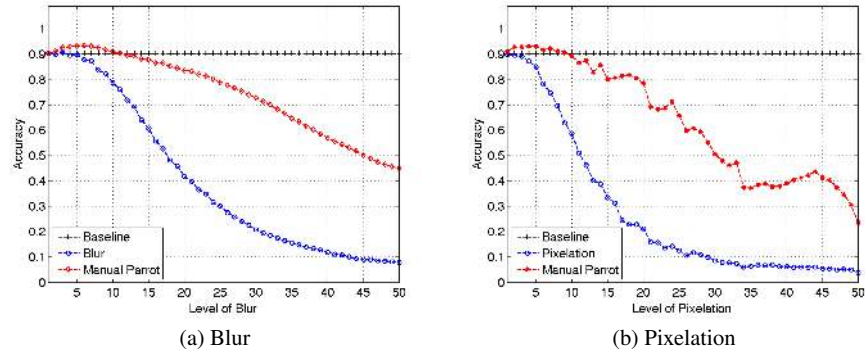 1
0.9
0.8
0.7
0.6
0.5
0.4
0.3
0.2
0.1
0
Accuracy
Baseline
Blur
Manual Parrot
5 10 15 20 25 30 35 40 45 50
Level of Blur
(a) Blur
1
0.9
0.8
0.7
0.6
0.5
0.4
0.3
0.2
0.1
0
Accuracy
Baseline
Pixelation
Manual Parrot
5 10 15 20 25 30 35 40 45 50
Level of Pixelation
(b) Pixelation